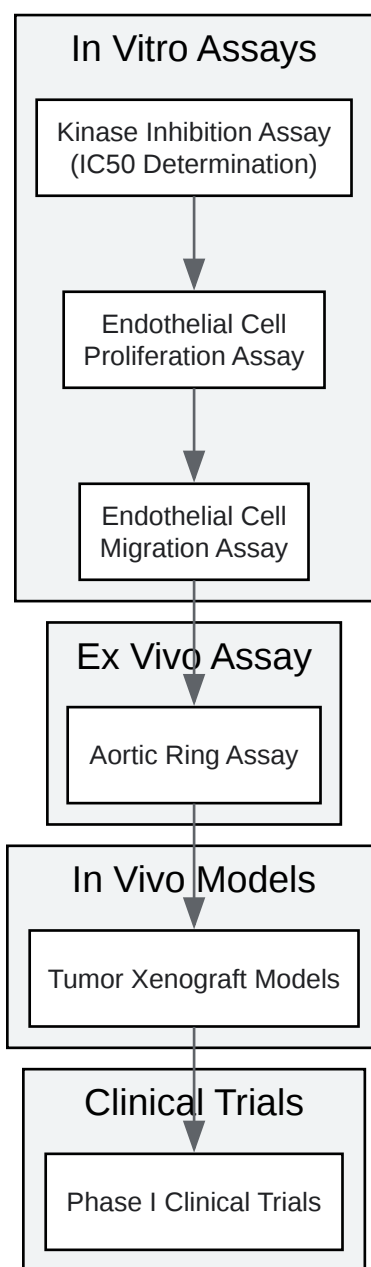 In Vitro Assays
Kinase Inhibition Assay
(IC50 Determination)
Endothelial Cell
Proliferation Assay
Endothelial Cell
Migration Assay
Ex Vivo Assay
Aortic Ring Assay
In Vivo Models
Tumor Xenograft Models
Clinical Trials
Phase I Clinical Trials